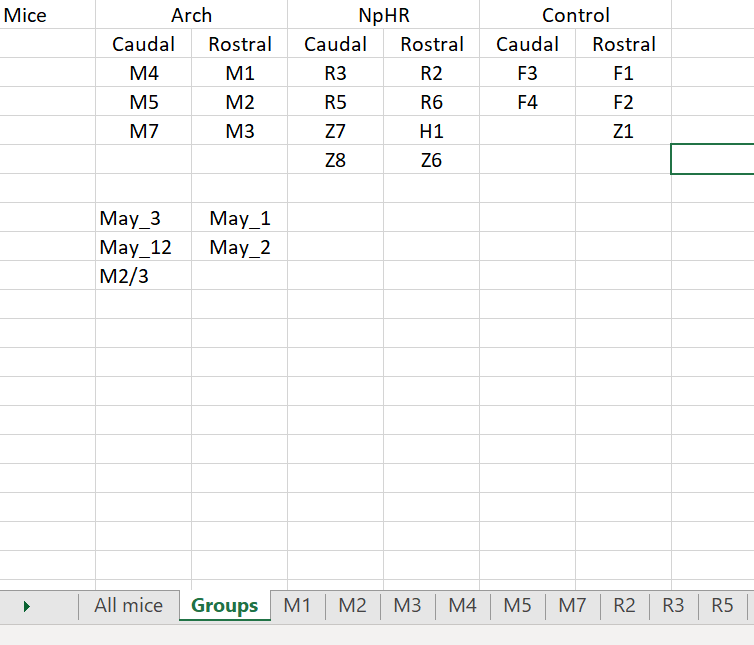 Mice Arch NpHR Control
Caudal Rostral Caudal Rostral Caudal Rostral
M4 M1 R3 R2 F3 F1
M5 M2 R5 R6 F4 F2
M7 M3 Z7 H1 Z1
Z8 Z6
May_3 May_1
May_12 May_2
M2/3
All mice Groups M1 M2 M3 M4 M5 M7 R2 R3 R5